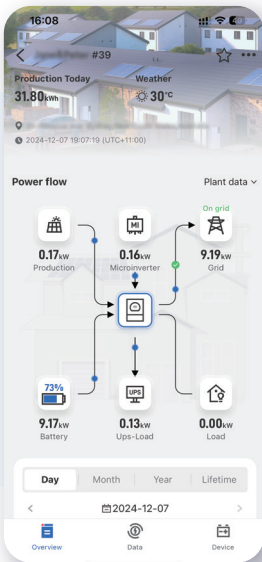 16:08
#39
Production Today
Weather
31.80kWh
30°C
2024-12-07 19:07:19 (UTC+11:00)
Power flow
Plant data
On grid
MI
0.17kW
0.16kW
9.19kW
Production
Microinverter
Grid
73%
UPS
9.17kW
0.13kW
0.00kW
Battery
Ups-Load
Load
Day
Month
Year
Lifetime
2024-12-07
Overview
Data
Device